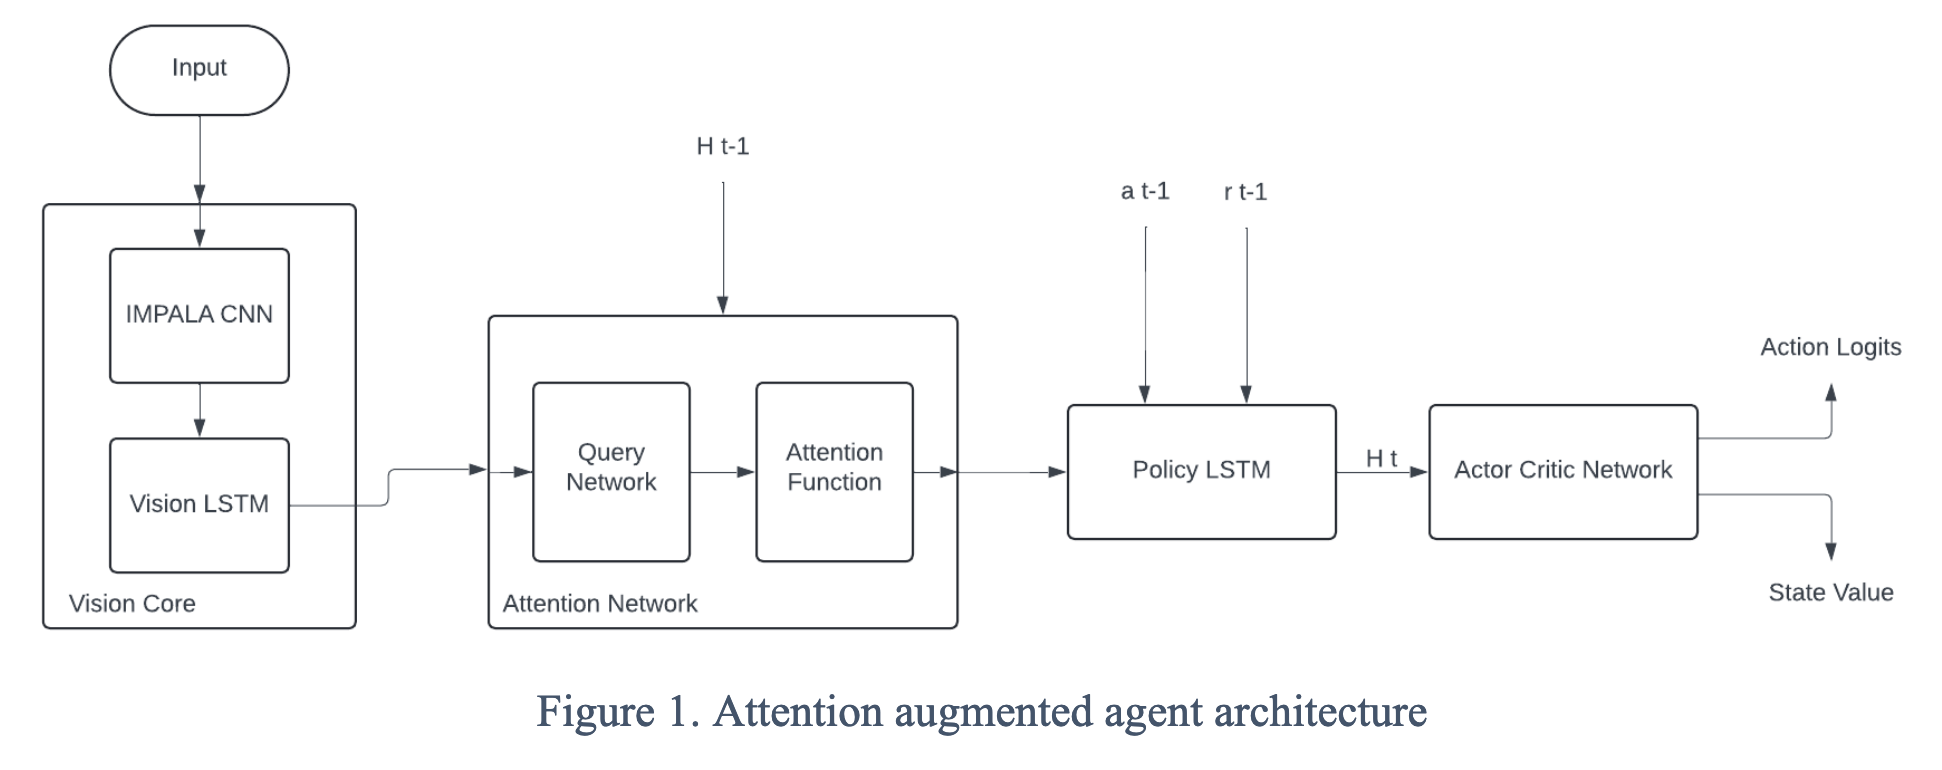 Input
H t-1
a t-1
r t-1
IMPALA CNN
Action Logits
Query
Network
Attention
Function
Policy LSTM
H t
Actor Critic Network
Vision LSTM
State Value
Vision Core
Attention Network
Figure 1. Attention augmented agent architecture